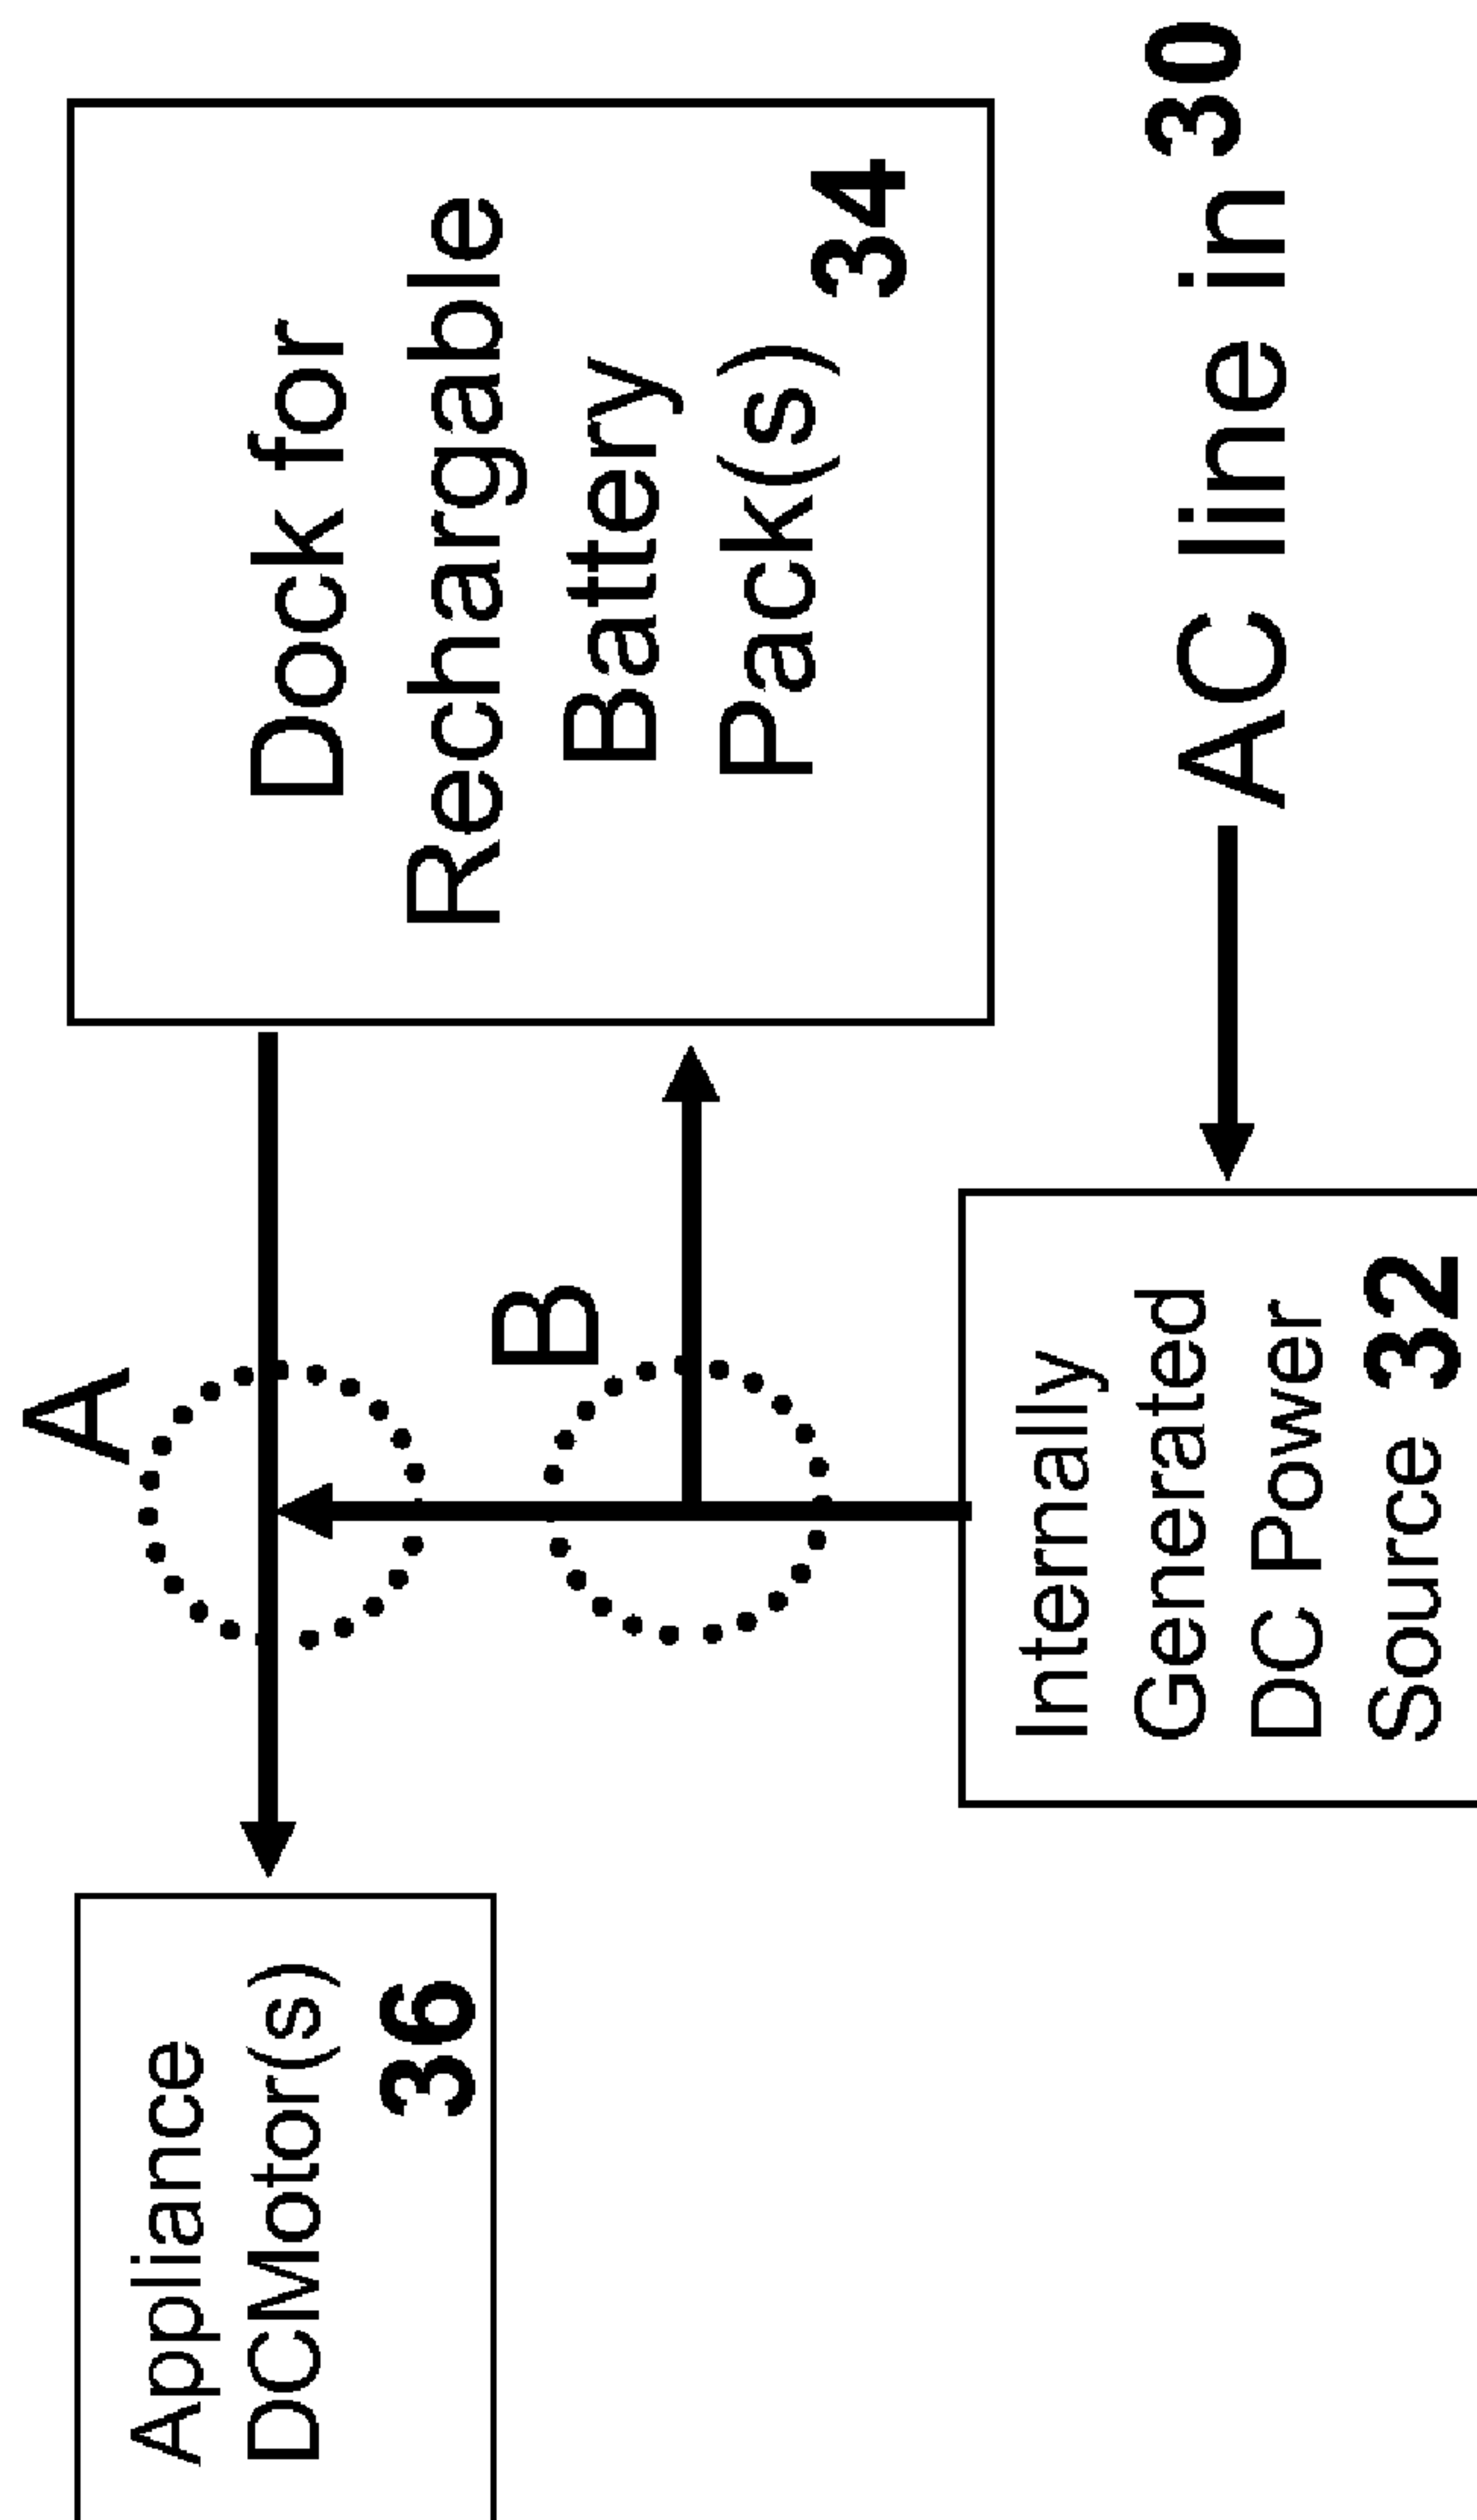 A
Appliance
DCMotor(s)
36
Dock for
Rechargable
Battery
Pack(s)
34
B
Internally
Generated
DC Power
Source 32
AC line in 30